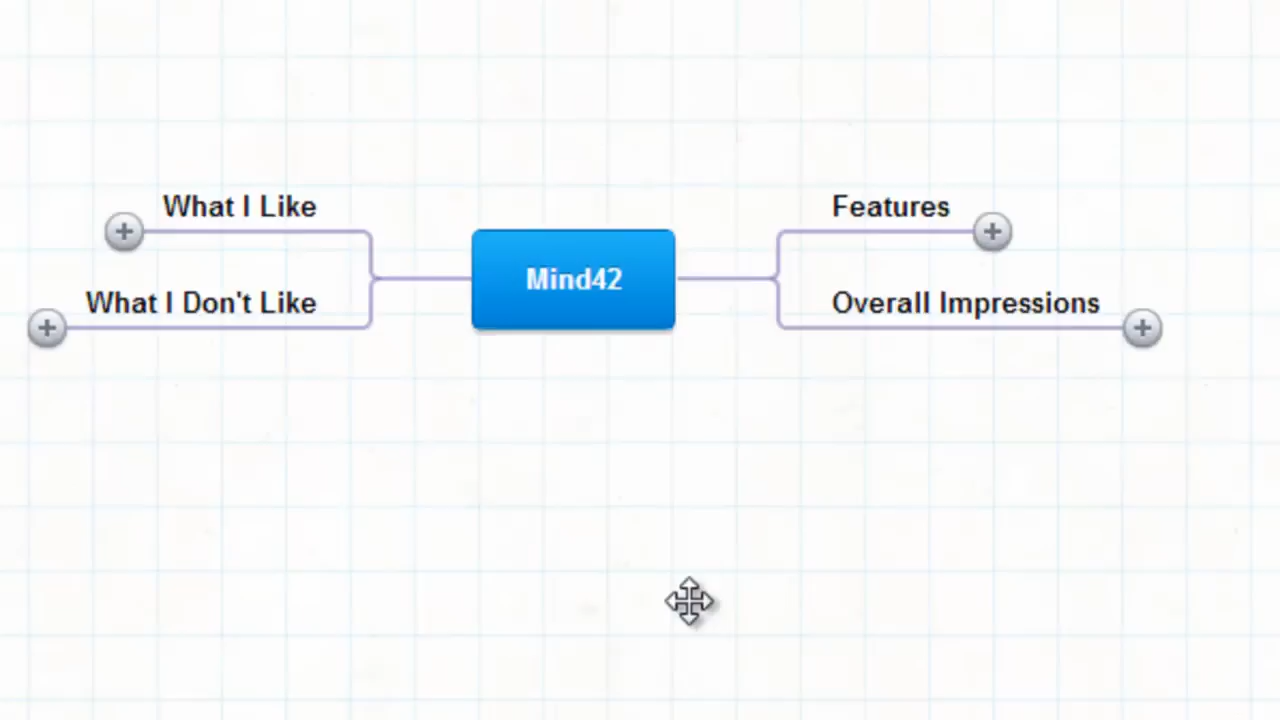 What I Like
What I Don't Like
Mind42
Features
Overall Impressions